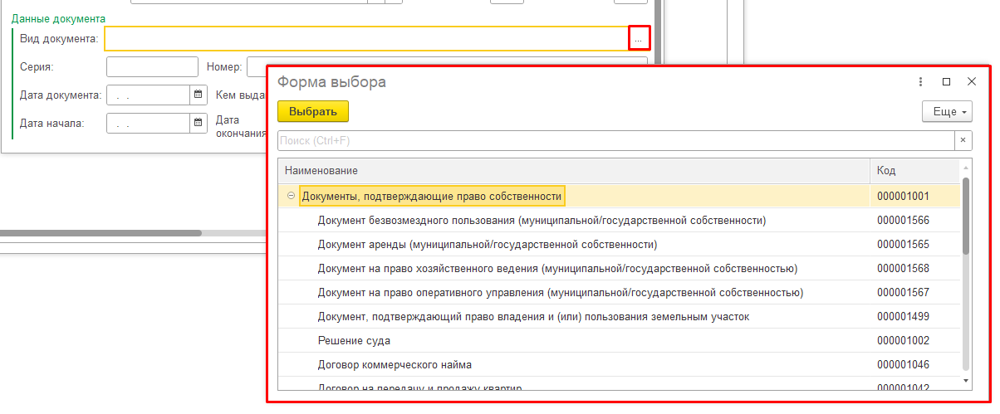 Данные документа
Вид документа: ...
Серия: Номер:
Дата документа: . . Кем выда
Дата начала: . . Дата
окончания
Форма выбора
Выбрать Еще
Поиск (Ctrl+F) ×
Наименование Код
Документы, подтверждающие право собственности 000001001
Документ безвозмездного пользования (муниципальной/государственной собственности) 000001566
Документ аренды (муниципальной/государственной собственности) 000001565
Документ на право хозяйственного ведения (муниципальной/государственной собственностью) 000001568
Документ на право оперативного управления (муниципальной/государственной собственностью) 000001567
Документ, подтверждающий право владения и (или) пользования земельным участок 000001499
Решение суда 000001002
Договор коммерческого найма 000001046
Договор на передачу и продажу квартир 000001042